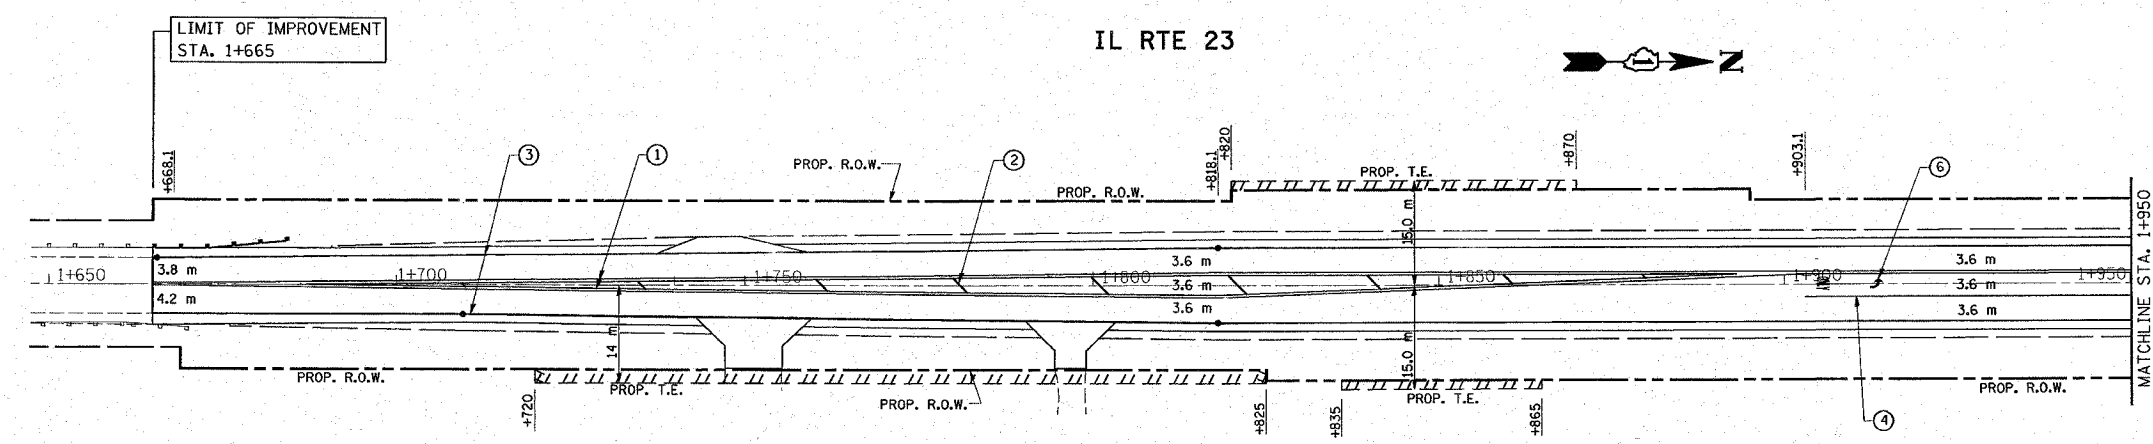 LIMIT OF IMPROVEMENT
STA. 1+665
IL RTE 23
1
N
+668.1
+818.1
+820
+870
+903.1
3
1
2
6
PROP. R.O.W.
PROP. R.O.W.
PROP. T.E.
PROP. R.O.W.
15.0 m
1+650
1+700
1+750
1+800
1+850
1+900
1+950
3.8 m
4.2 m
3.6 m
3.6 m
3.6 m
3.6 m
3.6 m
3.6 m
14 m
15.0 m
PROP. R.O.W.
PROP. T.E.
PROP. R.O.W.
PROP. T.E.
PROP. R.O.W.
+720
+825
+835
+865
4
MATCHLINE STA. 1+950